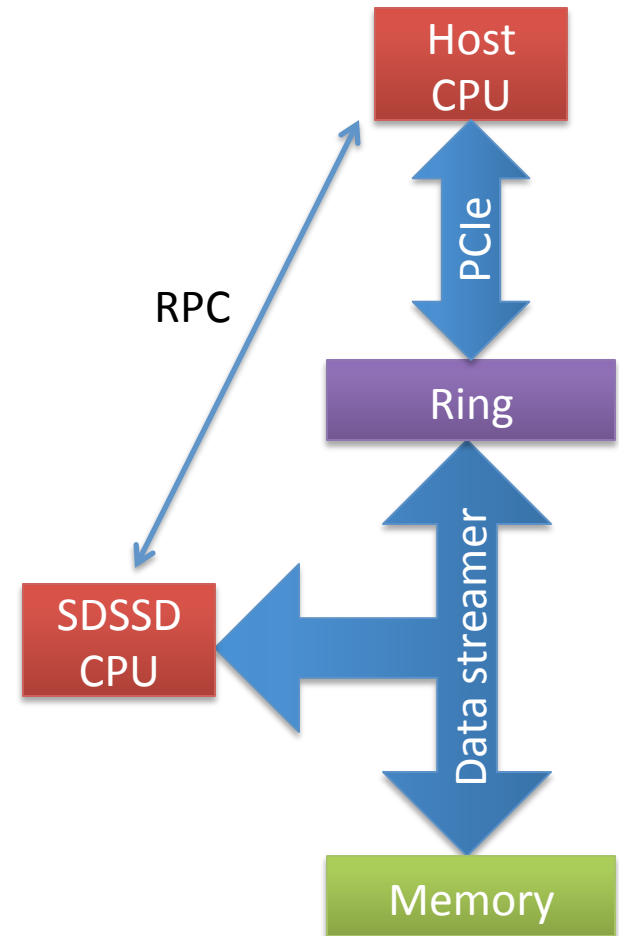 Host
CPU
PCIe
RPC
Ring
Data streamer
SDSSD
CPU
Memory